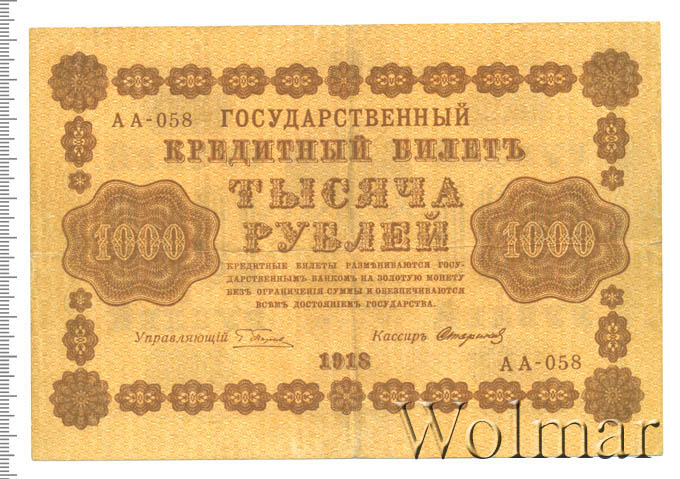 АА-058 ГОСУДАРСТВЕННЫЙ
КРЕДИТНЫЙ БИЛЕТЪ
ТЫСЯЧА
РУБЛЕЙ
1000 1000
КРЕДИТНЫЕ БИЛЕТЫ РАЗМѢНИВАЮТСЯ ГОСУ-
ДАРСТВЕННЫМЪ БАНКОМЪ НА ЗОЛОТУЮ МОНЕТУ
БЕЗЪ ОГРАНИЧЕНІЯ СУММЫ И ОБЕЗПЕЧИВАЮТСЯ
ВСѢМЪ ДОСТОЯНІЕМЪ ГОСУДАРСТВА.
Управляющій Кассиръ
1918
АА-058
Wolmar